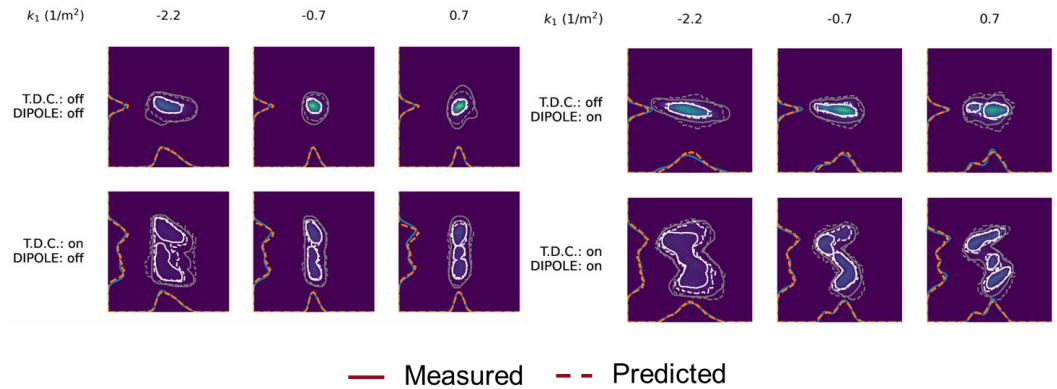 k₁ (1/m²) -2.2 -0.7 0.7
k₁ (1/m²) -2.2 -0.7 0.7
T.D.C.: off
DIPOLE: off
T.D.C.: off
DIPOLE: on
T.D.C.: on
DIPOLE: off
T.D.C.: on
DIPOLE: on
Measured Predicted